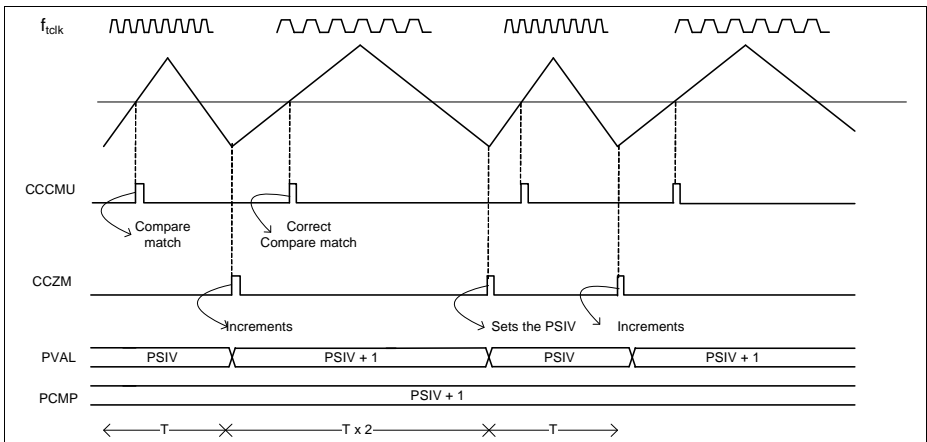 ftclk
CCCMU
Compare
match
Correct
Compare match
CCZM
Increments
Sets the PSIV
Increments
PVAL
PSIV
PSIV + 1
PSIV
PSIV + 1
PCMP
PSIV + 1
T
T x 2
T